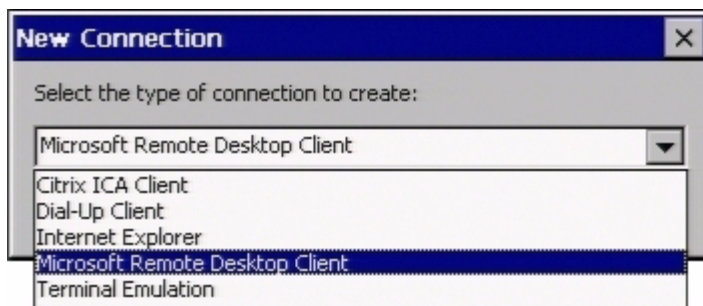 New Connection
Select the type of connection to create:
Microsoft Remote Desktop Client
Citrix ICA Client
Dial-Up Client
Internet Explorer
Microsoft Remote Desktop Client
Terminal Emulation